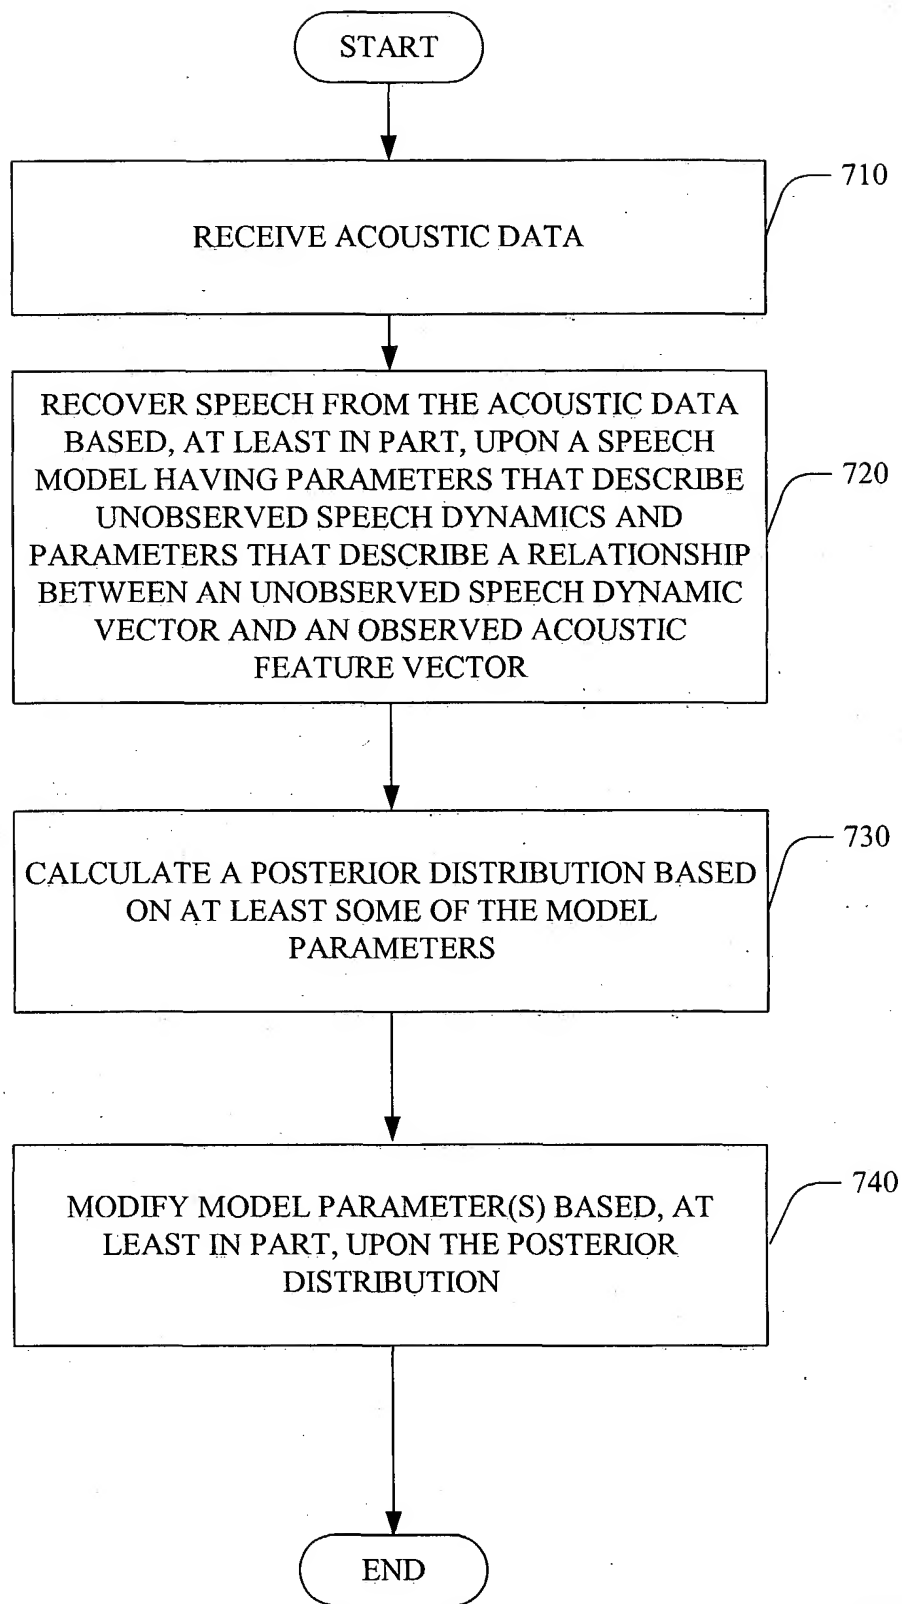 START
710
RECEIVE ACOUSTIC DATA
RECOVER SPEECH FROM THE ACOUSTIC DATA
BASED, AT LEAST IN PART, UPON A SPEECH
MODEL HAVING PARAMETERS THAT DESCRIBE
720
UNOBSERVED SPEECH DYNAMICS AND
PARAMETERS THAT DESCRIBE A RELATIONSHIP
BETWEEN AN UNOBSERVED SPEECH DYNAMIC
VECTOR AND AN OBSERVED ACOUSTIC
FEATURE VECTOR
730
CALCULATE A POSTERIOR DISTRIBUTION BASED
ON AT LEAST SOME OF THE MODEL
PARAMETERS
740
MODIFY MODEL PARAMETER(S) BASED, AT
LEAST IN PART, UPON THE POSTERIOR
DISTRIBUTION
END